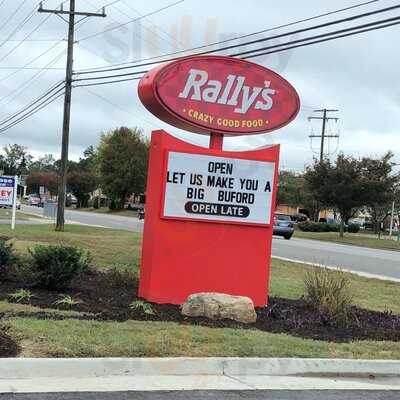 Rally's
CRAZY GOOD FOOD
OPEN
LET US MAKE YOU A
BIG BUFORD
OPEN LATE